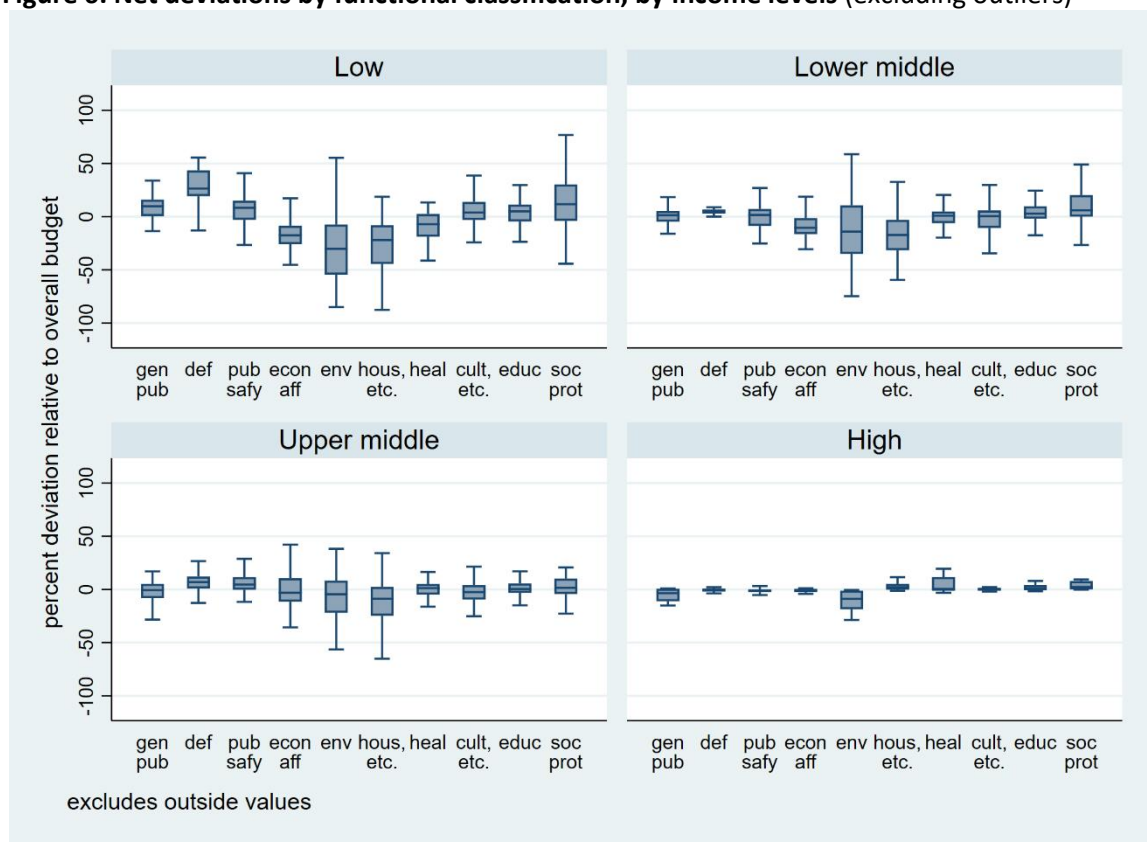 Figure 6. Net deviations by functional classification, by income levels (excluding outliers)
Low
Lower middle
percent deviation relative to overall budget
100
50
0
-50
-100
gen pub
def
pub safy
econ aff
env
hous, etc.
heal
cult, etc.
educ
soc prot
gen pub
def
pub safy
econ aff
env
hous, etc.
heal
cult, etc.
educ
soc prot
Upper middle
High
100
50
0
-50
-100
gen pub
def
pub safy
econ aff
env
hous, etc.
heal
cult, etc.
educ
soc prot
gen pub
def
pub safy
econ aff
env
hous, etc.
heal
cult, etc.
educ
soc prot
excludes outside values